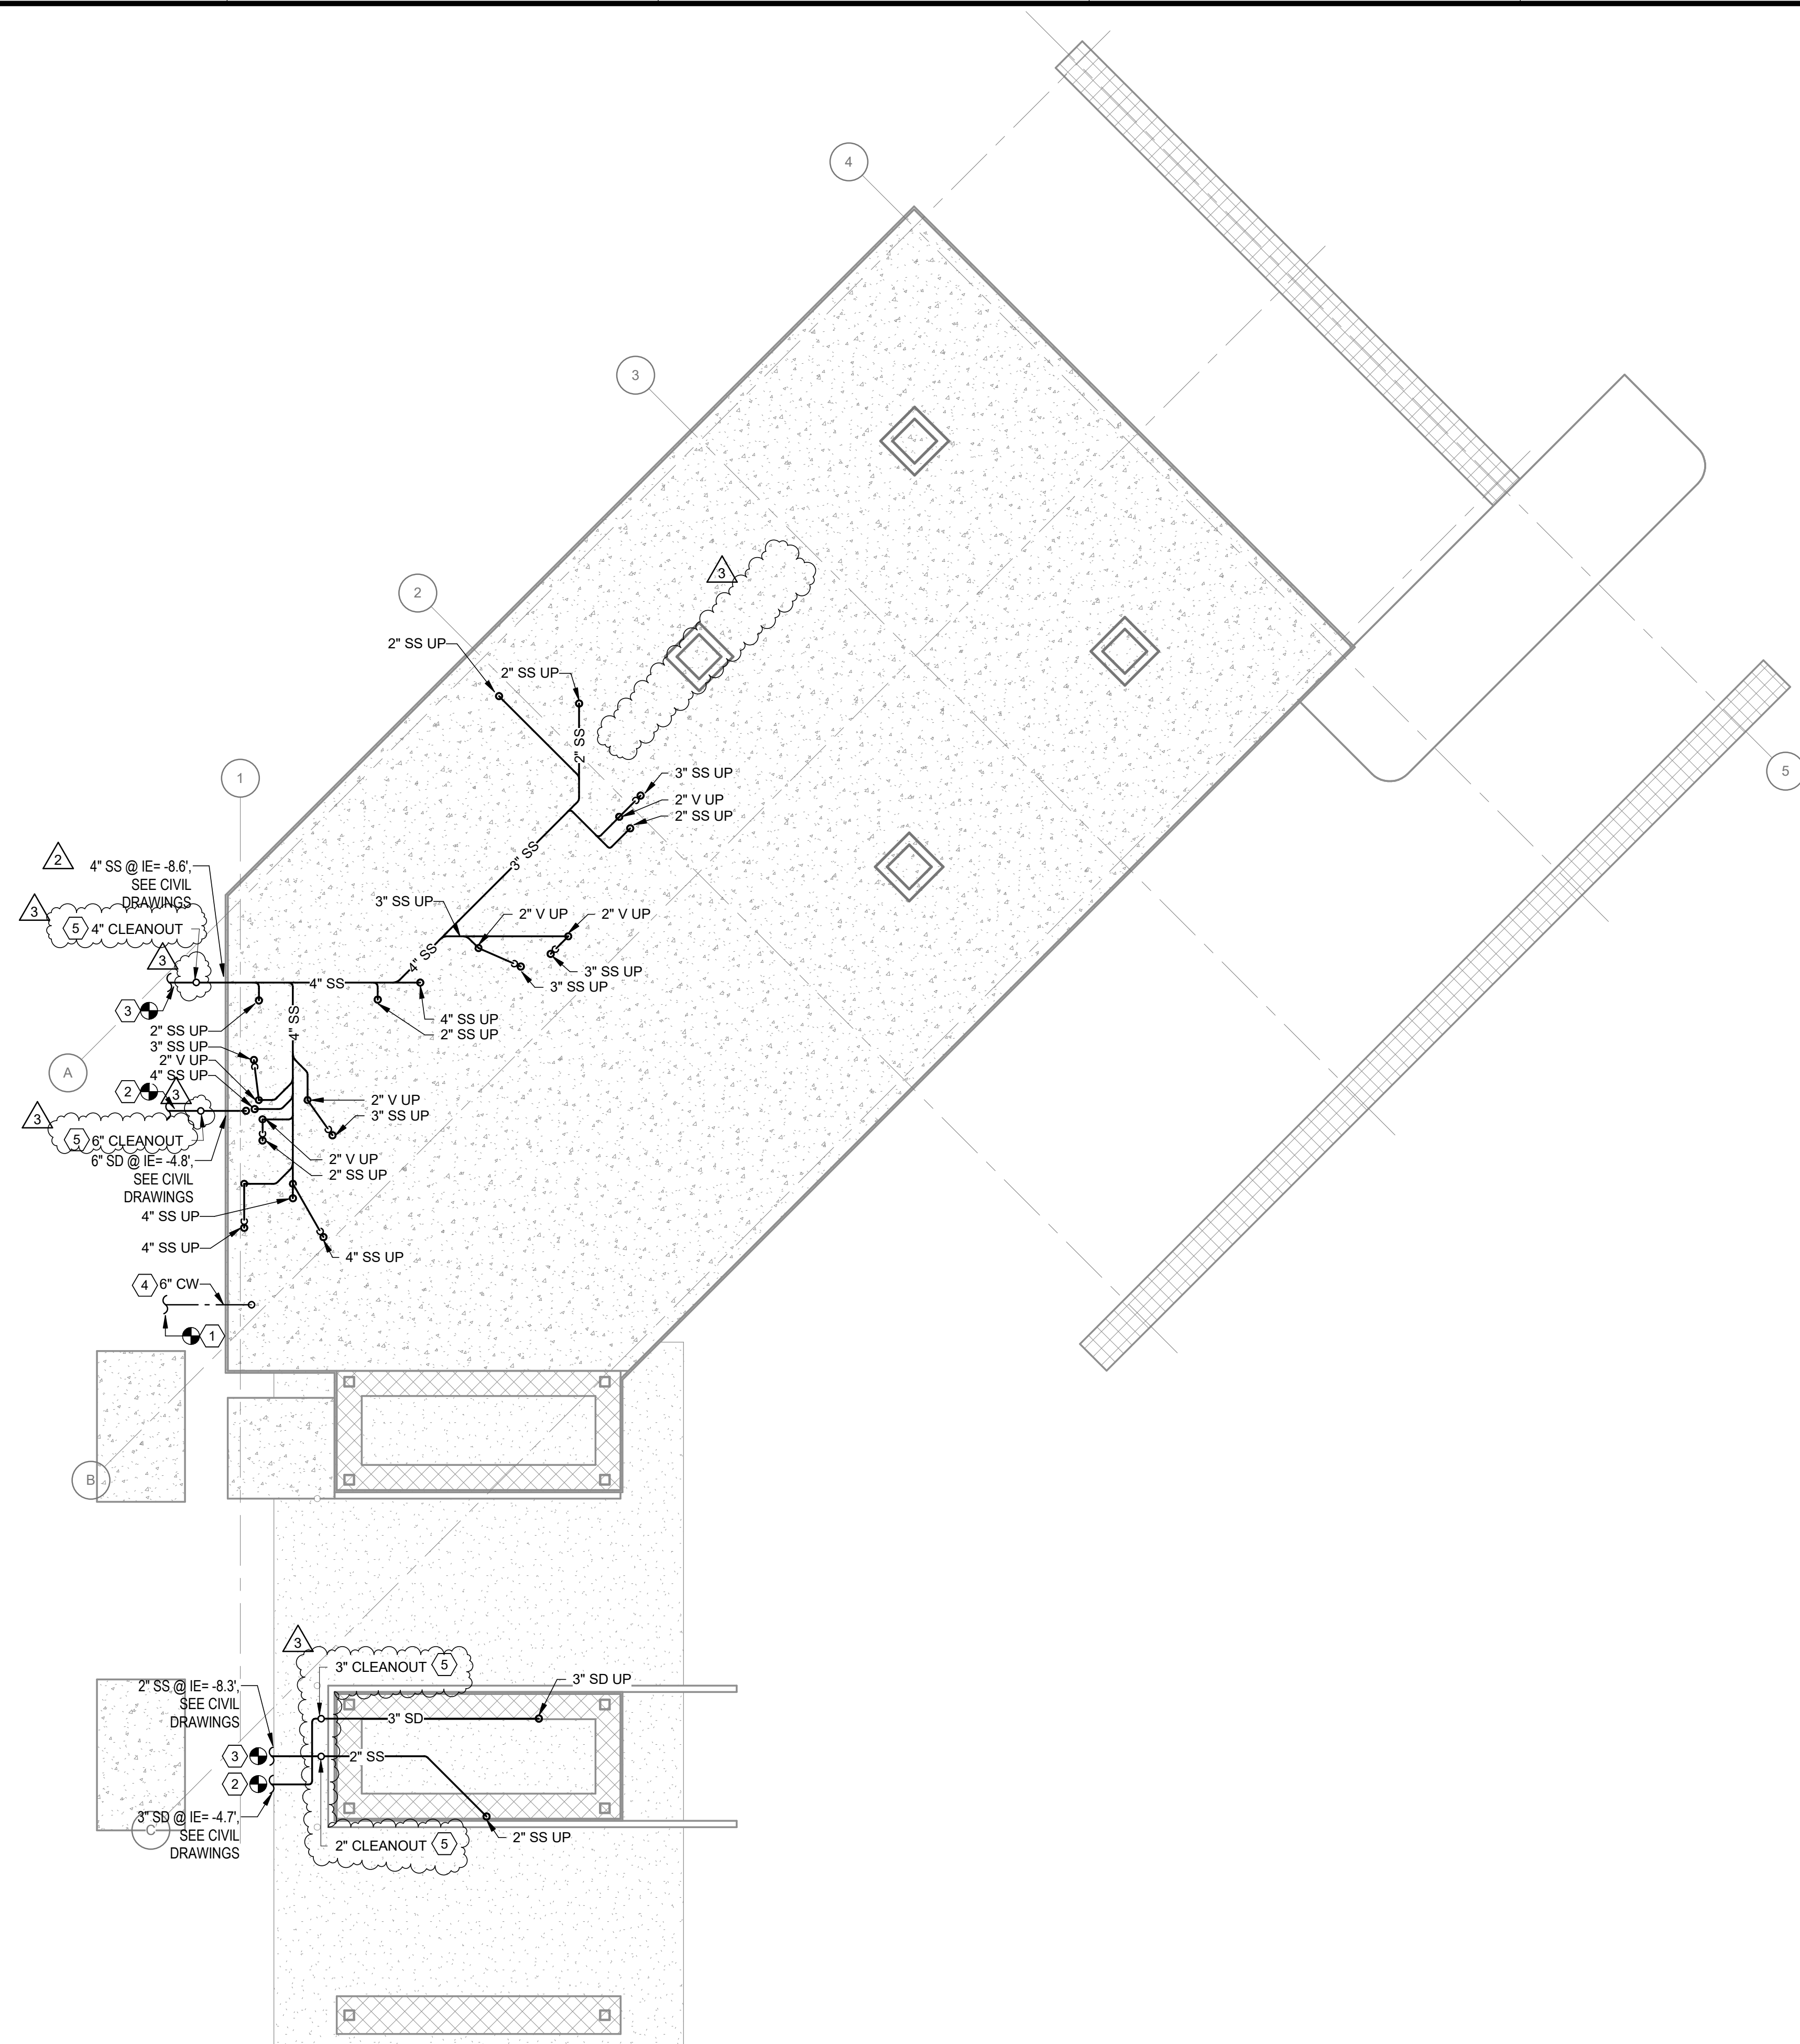 4
3
2
2" SS UP
2" SS UP
3
2" SS
1
3" SS UP
2" V UP
2" SS UP
5
3" SS
2
4" SS @ IE= -8.6',
SEE CIVIL
DRAWINGS
3
5 4" CLEANOUT
3
3" SS UP
2" V UP
2" V UP
4" SS
3" SS UP
3" SS UP
4" SS
3
4" SS UP
2" SS UP
4" SS
2" SS UP
3" SS UP
2" V UP
4" SS UP
A
2
3
2" V UP
3" SS UP
3
5 6" CLEANOUT
6" SD @ IE= -4.8',
SEE CIVIL
DRAWINGS
2" V UP
2" SS UP
4" SS UP
4" SS UP
4" SS UP
4 6" CW
1
B
3
3" CLEANOUT 5
2" SS @ IE= -8.3',
SEE CIVIL
DRAWINGS
3" SD UP
3" SD
3
2" SS
2
3" SD @ IE= -4.7',
SEE CIVIL
DRAWINGS
C
2" SS UP
2" CLEANOUT 5